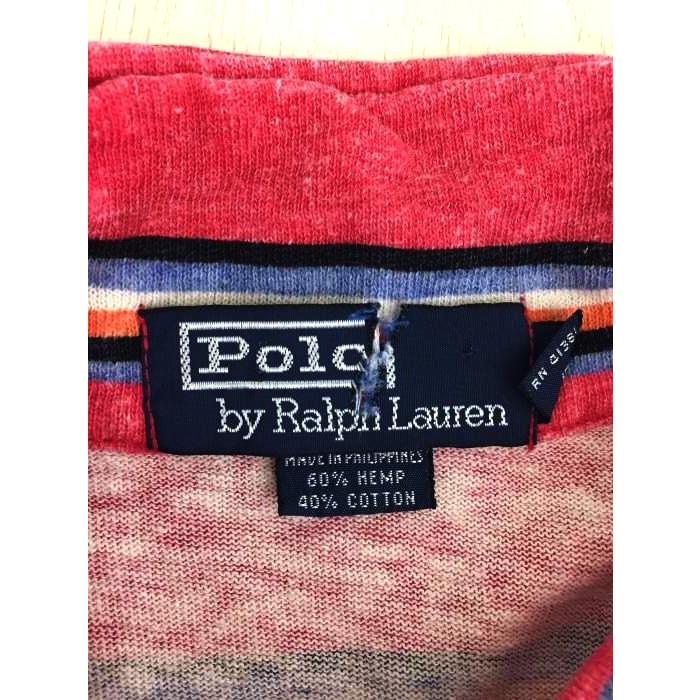 Polo
by Ralph Lauren
MADE IN PHILIPPINES
60% HEMP
40% COTTON